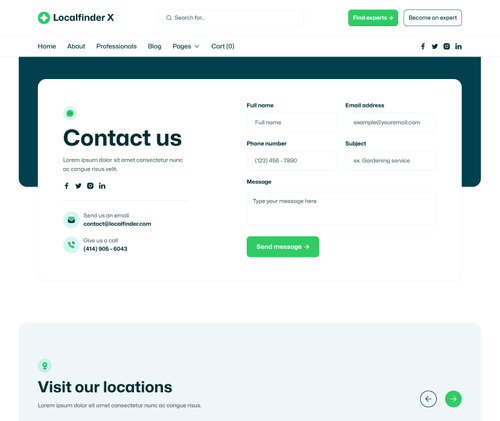 Localfinder X
Search for...
Find experts →
Become an expert
Home
About
Professionals
Blog
Pages
Cart (0)
Contact us
Lorem ipsum dolor sit amet consectetur nunc
ac congue risus velit.
Send us an email
contact@localfinder.com
Give us a call
(414) 905 - 6043
Full name
Full name
Email address
example@youremail.com
Phone number
(123) 456 - 7890
Subject
ex. Gardening service
Message
Type your message here
Send message →
Visit our locations
Lorem ipsum dolor sit amet consectetur nunc ac congue risus.